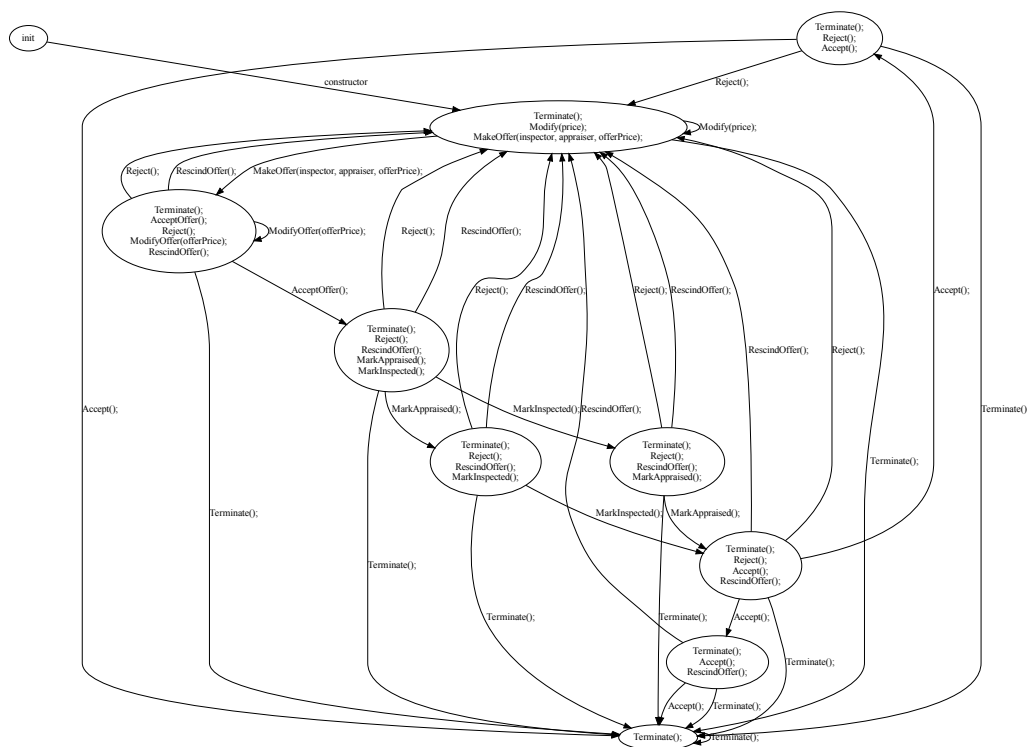 Terminate();
Reject();
Accept();
init
constructor
Reject();
Terminate();
Modify(price);
MakeOffer(inspector, appraiser, offerPrice);
Modify(price);
Reject();
RescindOffer();
MakeOffer(inspector, appraiser, offerPrice);
Terminate();
AcceptOffer();
Reject();
ModifyOffer(offerPrice);
RescindOffer();
ModifyOffer(offerPrice);
Reject();
RescindOffer();
AcceptOffer();
Reject();
RescindOffer();
Reject();
RescindOffer();
Accept();
Terminate();
Reject();
RescindOffer();
MarkAppraised();
MarkInspected();
RescindOffer();
Reject();
Accept();
MarkAppraised();
MarkInspected();
RescindOffer();
Terminate()
Terminate();
Reject();
RescindOffer();
MarkInspected();
Terminate();
Reject();
RescindOffer();
MarkAppraised();
Terminate();
Terminate();
MarkInspected();
MarkAppraised();
Terminate();
Terminate();
Reject();
Accept();
RescindOffer();
Terminate();
Terminate();
Accept();
Terminate();
Accept();
RescindOffer();
Terminate();
Accept();
Terminate();
Terminate();
Terminate();